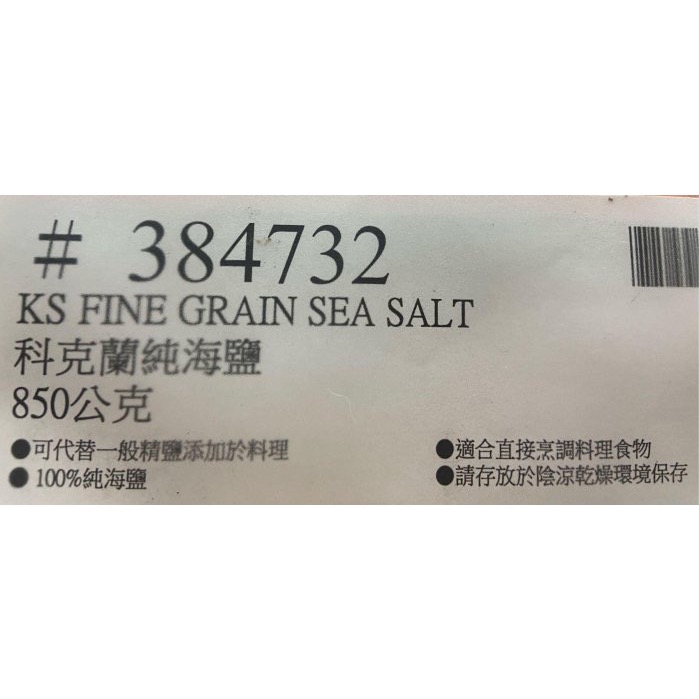 # 384732
KS FINE GRAIN SEA SALT
科克蘭純海鹽
850公克
●可代替一般精鹽添加於料理
● 100%純海鹽
●適合直接烹調料理食物
●請存放於陰涼乾燥環境保存